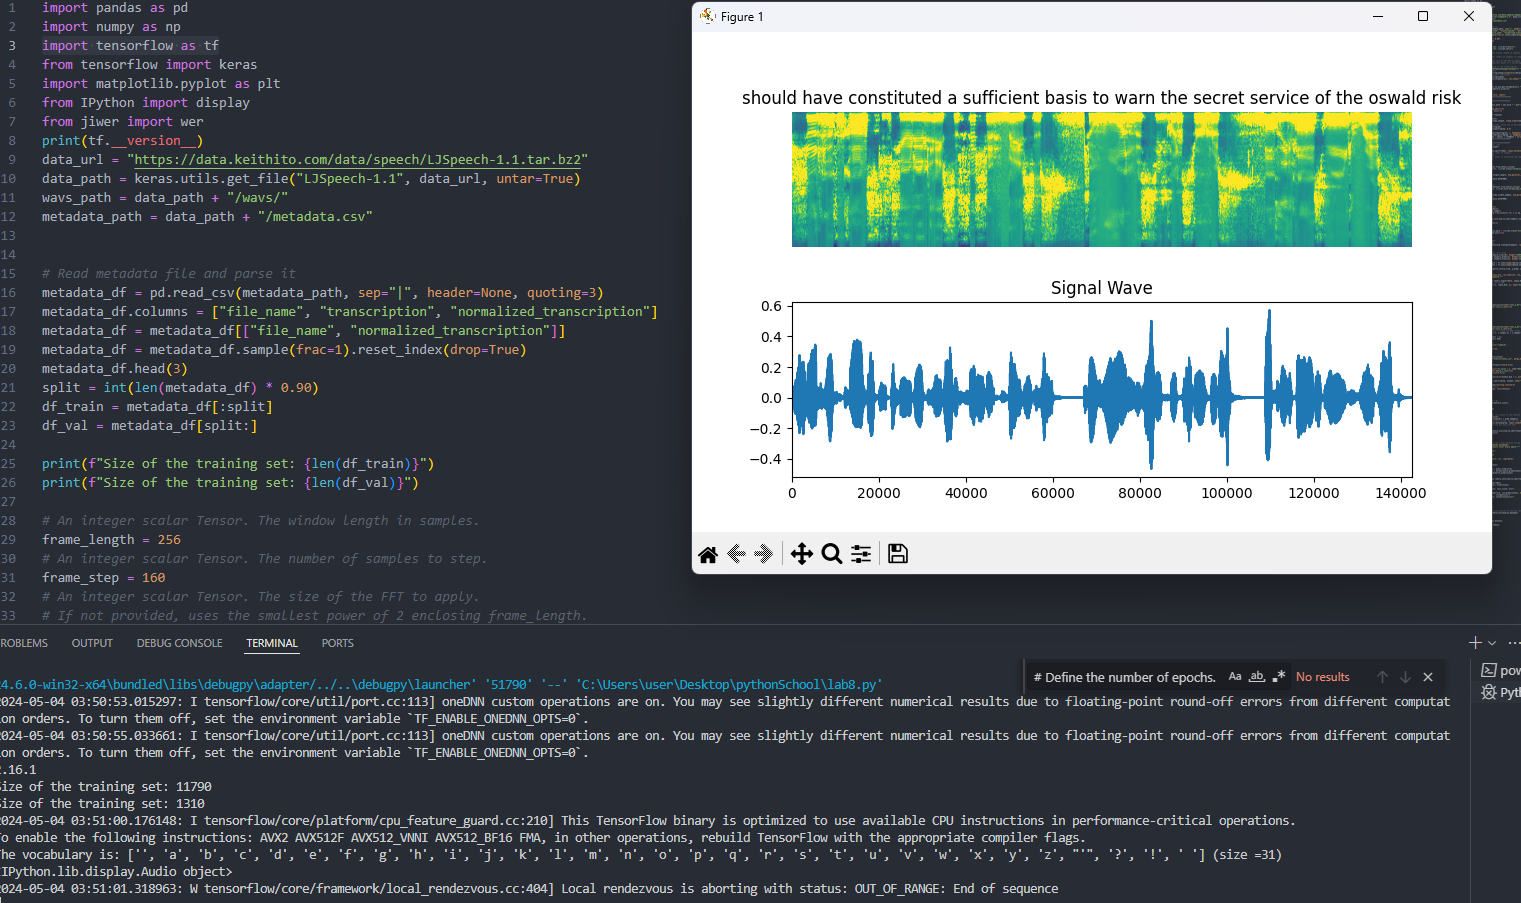 1 import pandas as pd
2 import numpy as np
3 import tensorflow as tf
4 from tensorflow import keras
5 import matplotlib.pyplot as plt
6 from IPython import display
7 from jiwer import wer
8 print(tf.__version__)
9 data_url = "https://data.keithito.com/data/speech/LJSpeech-1.1.tar.bz2"
10 data_path = keras.utils.get_file("LJSpeech-1.1", data_url, untar=True)
11 wavs_path = data_path + "/wavs/"
12 metadata_path = data_path + "/metadata.csv"
13
14
15 # Read metadata file and parse it
16 metadata_df = pd.read_csv(metadata_path, sep="|", header=None, quoting=3)
17 metadata_df.columns = ["file_name", "transcription", "normalized_transcription"]
18 metadata_df = metadata_df[["file_name", "normalized_transcription"]]
19 metadata_df = metadata_df.sample(frac=1).reset_index(drop=True)
20 metadata_df.head(3)
21 split = int(len(metadata_df) * 0.90)
22 df_train = metadata_df[:split]
23 df_val = metadata_df[split:]
24
25 print(f"Size of the training set: {len(df_train)}")
26 print(f"Size of the training set: {len(df_val)}")
27
28 # An integer scalar Tensor. The window length in samples.
29 frame_length = 256
30 # An integer scalar Tensor. The number of samples to step.
31 frame_step = 160
32 # An integer scalar Tensor. The size of the FFT to apply.
33 # If not provided, uses the smallest power of 2 enclosing frame_length.
Figure 1
should have constituted a sufficient basis to warn the secret service of the oswald risk
Signal Wave
0.6
0.4
0.2
0.0
−0.2
−0.4
0 20000 40000 60000 80000 100000 120000 140000
ROBLEMS OUTPUT DEBUG CONSOLE TERMINAL PORTS
# Define the number of epochs. Aa ab .* No results
pow
Pyt
4.6.0-win32-x64\bundled\libs\debugpy\adapter/../..\debugpy\launcher' '51790' '--' 'C:\Users\user\Desktop\pythonSchool\lab8.py'
2024-05-04 03:50:53.015297: I tensorflow/core/util/port.cc:113] oneDNN custom operations are on. You may see slightly different numerical results due to floating-point round-off errors from different computat
ion orders. To turn them off, set the environment variable `TF_ENABLE_ONEDNN_OPTS=0`.
2024-05-04 03:50:55.033661: I tensorflow/core/util/port.cc:113] oneDNN custom operations are on. You may see slightly different numerical results due to floating-point round-off errors from different computat
ion orders. To turn them off, set the environment variable `TF_ENABLE_ONEDNN_OPTS=0`.
2.16.1
Size of the training set: 11790
Size of the training set: 1310
2024-05-04 03:51:00.176148: I tensorflow/core/platform/cpu_feature_guard.cc:210] This TensorFlow binary is optimized to use available CPU instructions in performance-critical operations.
To enable the following instructions: AVX2 AVX512F AVX512_VNNI AVX512_BF16 FMA, in other operations, rebuild TensorFlow with the appropriate compiler flags.
The vocabulary is: ['', 'a', 'b', 'c', 'd', 'e', 'f', 'g', 'h', 'i', 'j', 'k', 'l', 'm', 'n', 'o', 'p', 'q', 'r', 's', 't', 'u', 'v', 'w', 'x', 'y', 'z', "'", '?', '!', ' '] (size =31)
<IPython.lib.display.Audio object>
2024-05-04 03:51:01.318963: W tensorflow/core/framework/local_rendezvous.cc:404] Local rendezvous is aborting with status: OUT_OF_RANGE: End of sequence